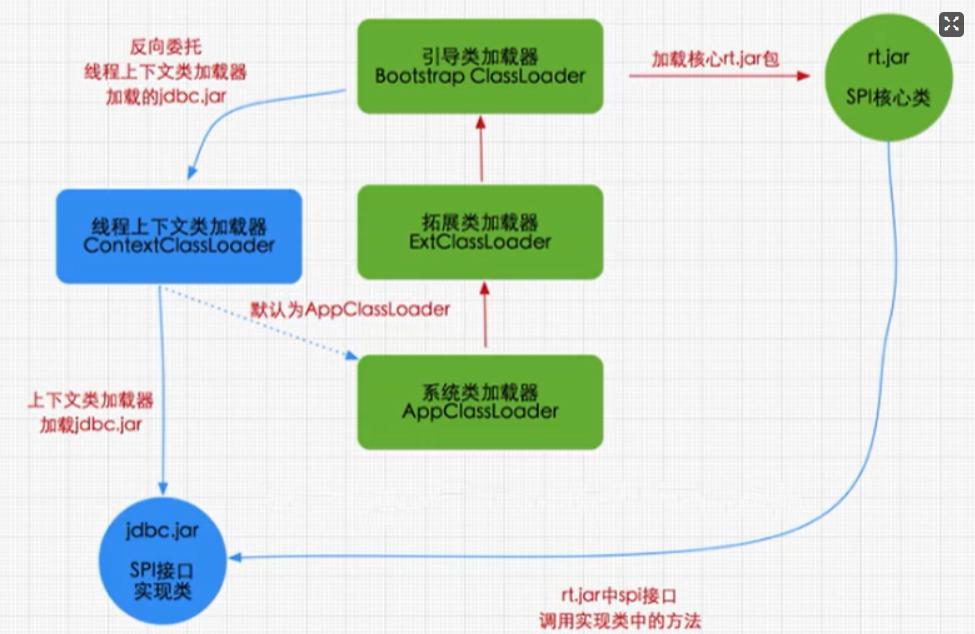 反向委托
线程上下文类加载器
加载的jdbc.jar
引导类加载器
Bootstrap ClassLoader
加载核心rt.jar包
rt.jar
SPI核心类
线程上下文类加载器
ContextClassLoader
拓展类加载器
ExtClassLoader
默认为AppClassLoader
系统类加载器
AppClassLoader
上下文类加载器
加载jdbc.jar
jdbc.jar
SPI接口
实现类
rt.jar中spi接口
调用实现类中的方法